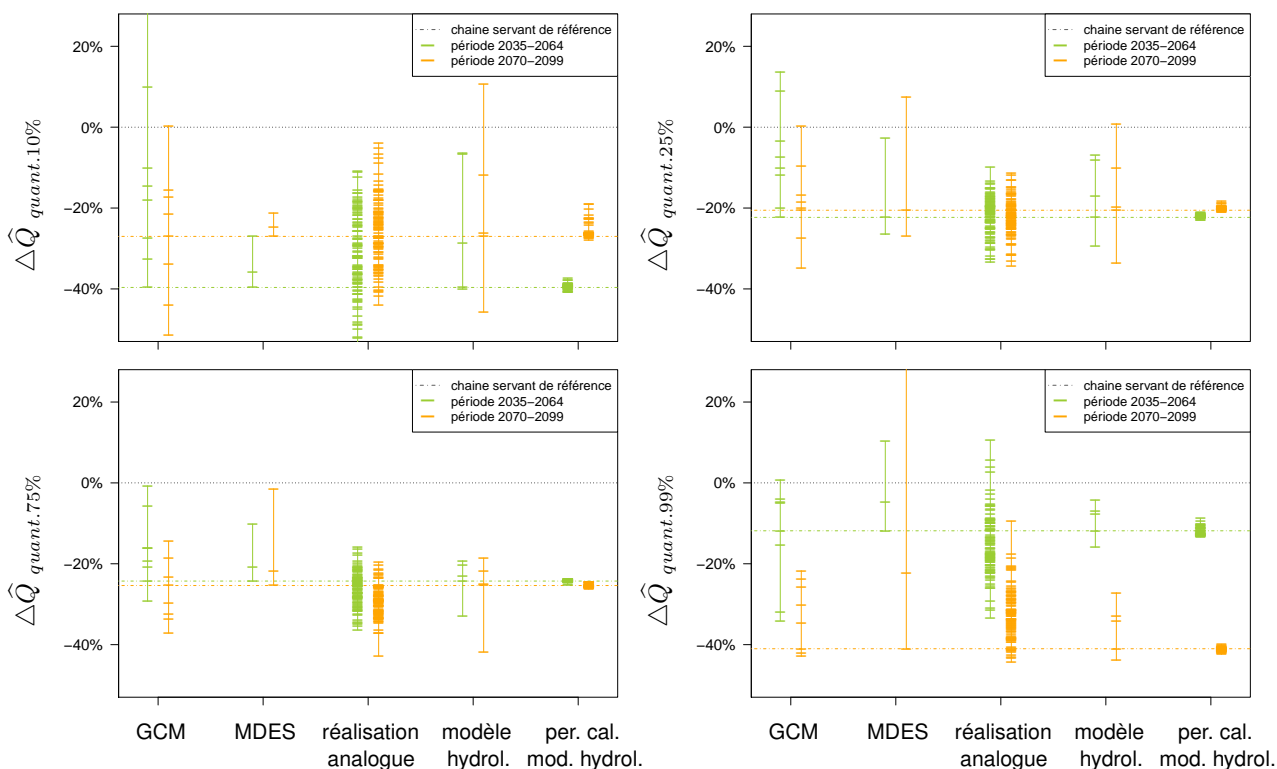 20%
0%
−20%
−40%
△Q̂ quant.10%
chaine servant de référence
période 2035−2064
période 2070−2099
20%
0%
−20%
−40%
△Q̂ quant.25%
chaine servant de référence
période 2035−2064
période 2070−2099
20%
0%
−20%
−40%
△Q̂ quant.75%
chaine servant de référence
période 2035−2064
période 2070−2099
20%
0%
−20%
−40%
△Q̂ quant.99%
chaine servant de référence
période 2035−2064
période 2070−2099
GCM
MDES
réalisation
analogue
modèle
hydrol.
per. cal.
mod. hydrol.
GCM
MDES
réalisation
analogue
modèle
hydrol.
per. cal.
mod. hydrol.